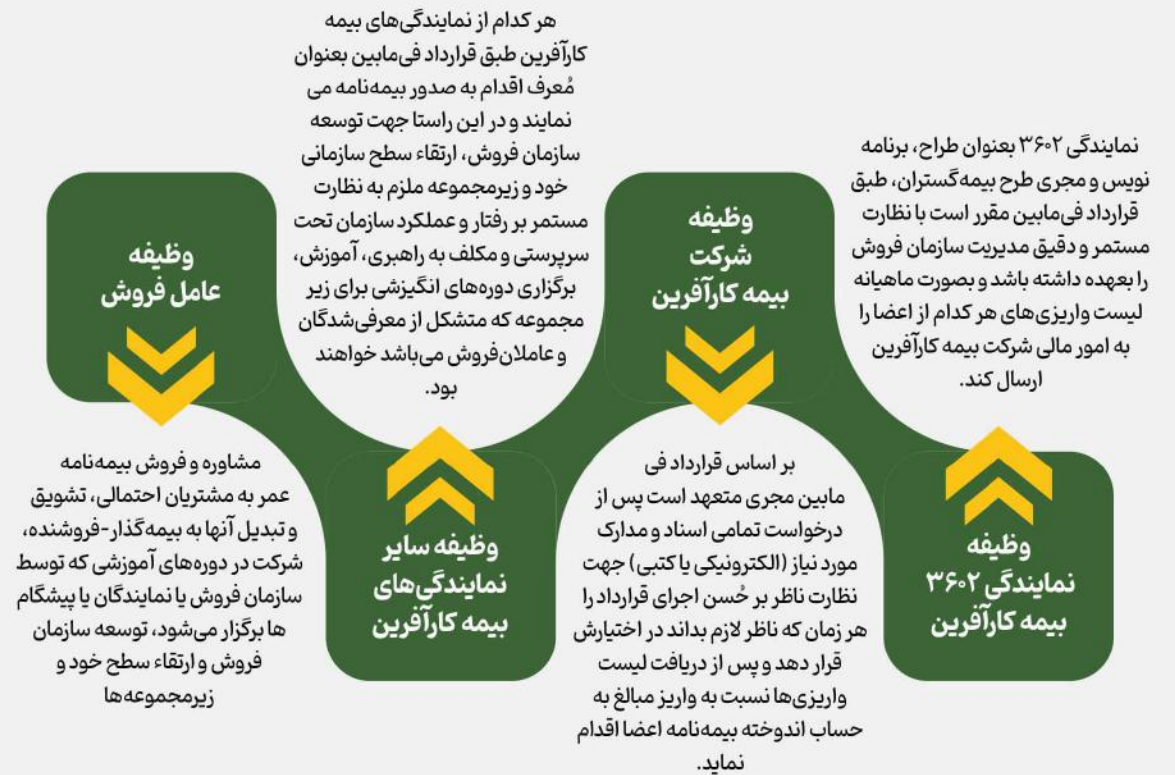 نمایندگی ۳۶۰۲ بعنوان طراح، برنامه
نویس و مجری طرح بیمه‌گستران، طبق
قرارداد فی‌مابین مقرر است با نظارت
مستمر و دقیق مدیریت سازمان فروش
را بعهده داشته باشد و بصورت ماهیانه
لیست واریزی‌های هر کدام از اعضا را
به امور مالی شرکت بیمه کارآفرین
ارسال کند.
وظیفه
نمایندگی ۳۶۰۲
بیمه کارآفرین
وظیفه
شرکت
بیمه کارآفرین
بر اساس قرارداد فی
مابین مجری متعهد است پس از
درخواست تمامی اسناد و مدارک
مورد نیاز (الکترونیکی یا کتبی) جهت
نظارت ناظر بر حُسن اجرای قرارداد را
هر زمان که ناظر لازم بداند در اختیارش
قرار دهد و پس از دریافت لیست
واریزی‌ها نسبت به واریز مبالغ به
حساب اندوخته بیمه‌نامه اعضا اقدام
نماید.
هر کدام از نمایندگی‌های بیمه
کارآفرین طبق قرارداد فی‌مابین بعنوان
مُعرف اقدام به صدور بیمه‌نامه می
نمایند و در این راستا جهت توسعه
سازمان فروش، ارتقاء سطح سازمانی
خود و زیرمجموعه ملزم به نظارت
مستمر بر رفتار و عملکرد سازمان تحت
سرپرستی و مکلف به راهبری، آموزش،
برگزاری دوره‌های انگیزشی برای زیر
مجموعه که متشکل از معرفی‌شدگان
و عاملان‌فروش می‌باشد خواهند
بود.
وظیفه سایر
نمایندگی‌های
بیمه کارآفرین
وظیفه
عامل فروش
مشاوره و فروش بیمه‌نامه
عمر به مشتریان احتمالی، تشویق
و تبدیل آنها به بیمه‌گذار-فروشنده،
شرکت در دوره‌های آموزشی که توسط
سازمان فروش یا نمایندگان یا پیشگام
ها برگزار می‌شود، توسعه سازمان
فروش و ارتقاء سطح خود و
زیرمجموعه‌ها